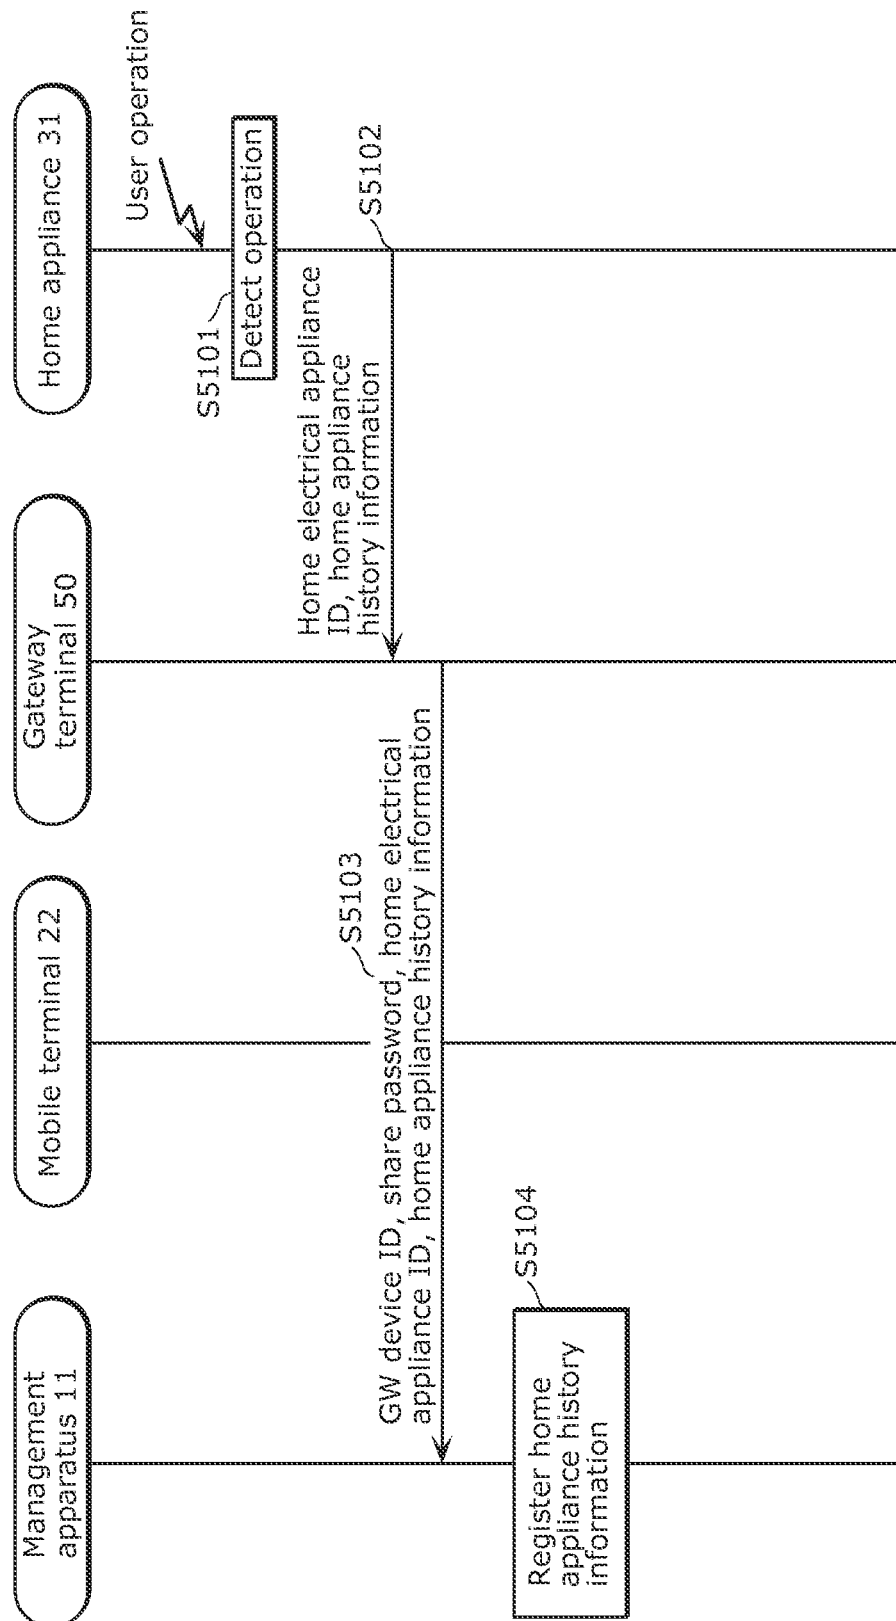 Management
apparatus 11
Mobile terminal 22
Gateway
terminal 50
Home appliance 31
User operation
S5101
Detect operation
Home electrical appliance
ID, home appliance
history information
S5102
S5103
GW device ID, share password, home electrical
appliance ID, home appliance history information
S5104
Register home
appliance history
information